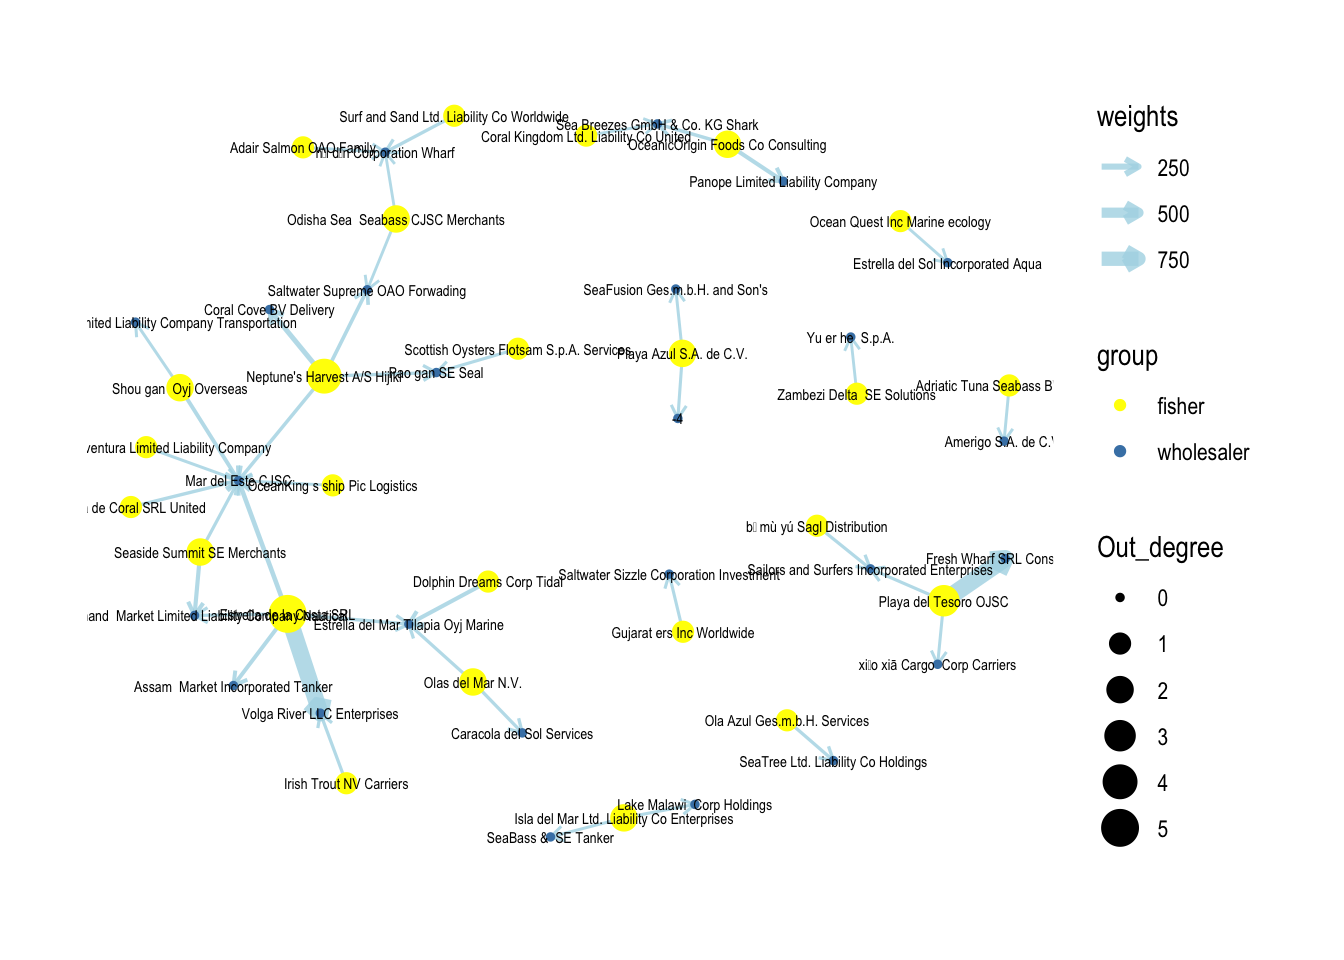 Surf and Sand Ltd. Liability Co Worldwide
Sea Breezes GmbH & Co. KG Shark
Coral Kingdom Ltd. Liability Co United
Adair Salmon OAO Family
Corporation Wharf
OceanicOrigin Foods Co Consulting
Panope Limited Liability Company
Odisha Sea Seabass CJSC Merchants
Ocean Quest Inc Marine ecology
Estrella del Sol Incorporated Aqua
Saltwater Supreme OAO Forwading
SeaFusion Ges.m.b.H. and Son's
Coral Cove BV Delivery
Liability Company Transportation
Yu er he S.p.A.
Scottish Oysters Flotsam S.p.A. Services
Playa Azul S.A. de C.V.
Neptune's Harvest A/S Hijiki
Rao gan SE Seal
Shou gan Oyj Overseas
Zambezi Delta SE Solutions
Adriatic Tuna Seabass B
-4
Amerigo S.A. de C.V
ventura Limited Liability Company
Mar del Este CJSC
OceanKing s ship Pic Logistics
de Coral SRL United
mù yú Sagl Distribution
Seaside Summit SE Merchants
Fresh Wharf SRL Cons
Sailors and Surfers Incorporated Enterprises
Saltwater Sizzle Corporation Investment
Dolphin Dreams Corp Tidal
Playa del Tesoro OJSC
and Market Limited Liability Company National
Estrella de la Costa SRL
Estrella del Mar Tilapia Oyj Marine
Gujarat ers Inc Worldwide
xiā Cargo Corp Carriers
Assam Market Incorporated Tanker
Olas del Mar N.V.
Volga River LLC Enterprises
Ola Azul Ges.m.b.H. Services
Caracola del Sol Services
SeaTree Ltd. Liability Co Holdings
Irish Trout NV Carriers
Lake Malawi Corp Holdings
Isla del Mar Ltd. Liability Co Enterprises
SeaBass & SE Tanker
weights
250
500
750
group
fisher
wholesaler
Out_degree
0
1
2
3
4
5